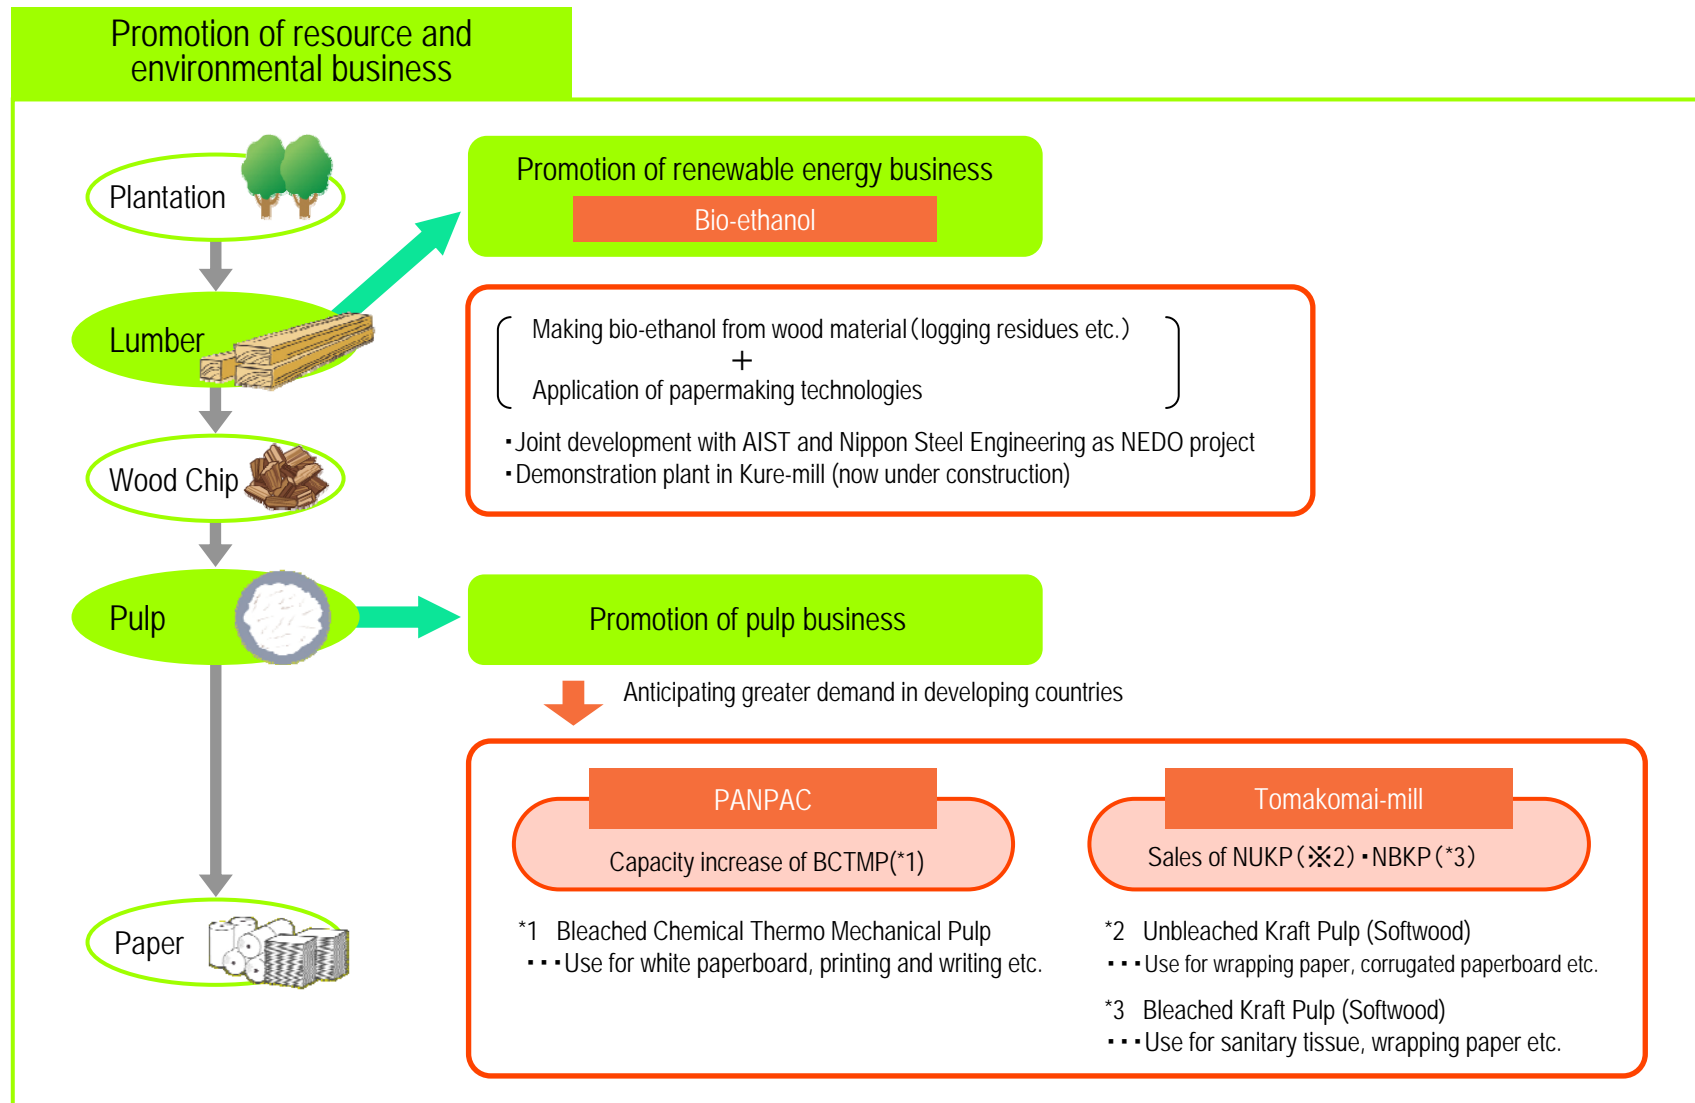 Promotion of resource and
environmental business
Plantation
Promotion of renewable energy business
Bio-ethanol
Lumber
Making bio-ethanol from wood material（logging residues etc.）
＋
Application of papermaking technologies
・Joint development with AIST and Nippon Steel Engineering as NEDO project
・Demonstration plant in Kure-mill (now under construction)
Wood Chip
Pulp
Promotion of pulp business
Anticipating greater demand in developing countries
PANPAC
Capacity increase of BCTMP(*1)
Tomakomai-mill
Sales of NUKP（※2）・NBKP（*3）
Paper
*1 Bleached Chemical Thermo Mechanical Pulp
・・・Use for white paperboard, printing and writing etc.
*2 Unbleached Kraft Pulp (Softwood)
・・・Use for wrapping paper, corrugated paperboard etc.
*3 Bleached Kraft Pulp (Softwood)
・・・Use for sanitary tissue, wrapping paper etc.